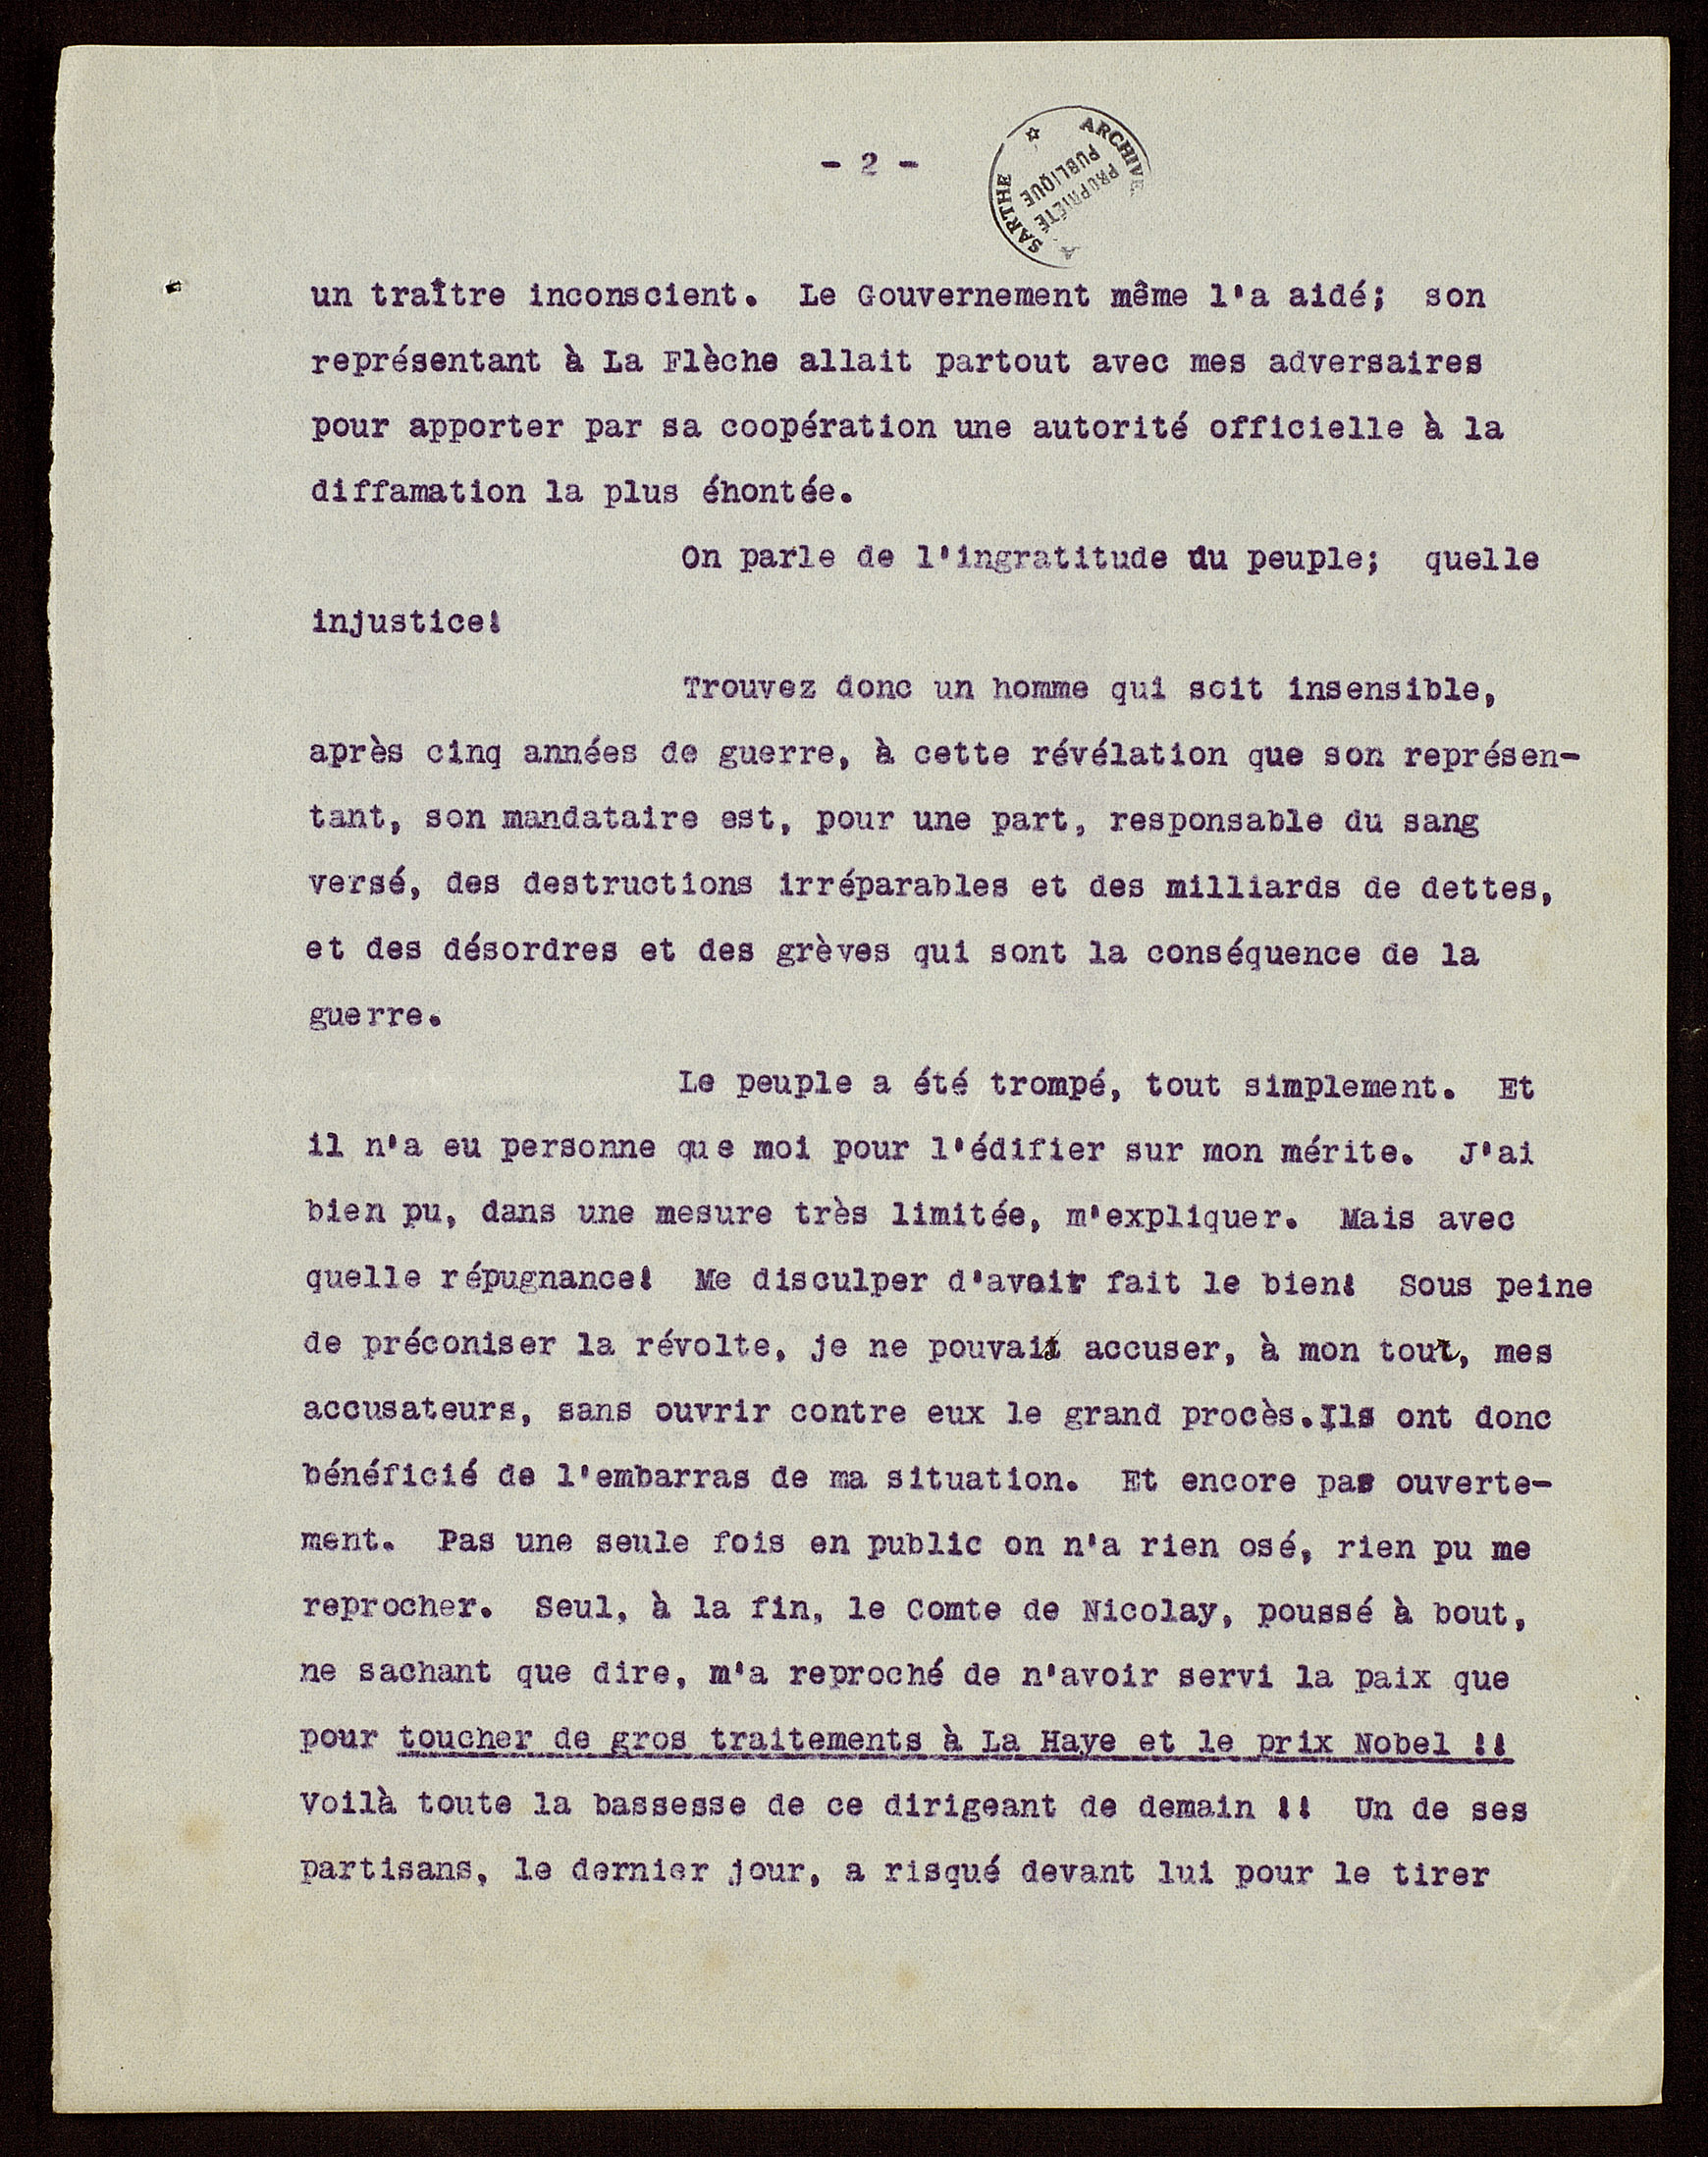 - 2 -
ARCHIVE
SARTHE
PROPRIÉTÉ
PUBLIQUE
un traître inconscient. Le Gouvernement même l'a aidé; son
représentant à La Flèche allait partout avec mes adversaires
pour apporter par sa coopération une autorité officielle à la
diffamation la plus éhontée.
On parle de l'ingratitude du peuple; quelle
injustice!
Trouvez donc un homme qui soit insensible,
après cinq années de guerre, à cette révélation que son représen-
tant, son mandataire est, pour une part, responsable du sang
versé, des destructions irréparables et des milliards de dettes,
et des désordres et des grèves qui sont la conséquence de la
guerre.
Le peuple a été trompé, tout simplement. Et
il n'a eu personne que moi pour l'édifier sur mon mérite. J'ai
bien pu, dans une mesure très limitée, m'expliquer. Mais avec
quelle répugnance! Me disculper d'avoir fait le bien! Sous peine
de préconiser la révolte, je ne pouvais accuser, à mon tour, mes
accusateurs, sans ouvrir contre eux le grand procès. Ils ont donc
bénéficié de l'embarras de ma situation. Et encore pas ouverte-
ment. Pas une seule fois en public on n'a rien osé, rien pu me
reprocher. Seul, à la fin, le Comte de Nicolay, poussé à bout,
ne sachant que dire, m'a reproché de n'avoir servi la paix que
pour toucher de gros traitements à La Haye et le prix Nobel !!
Voilà toute la bassesse de ce dirigeant de demain !! Un de ses
partisans, le dernier jour, a risqué devant lui pour le tirer